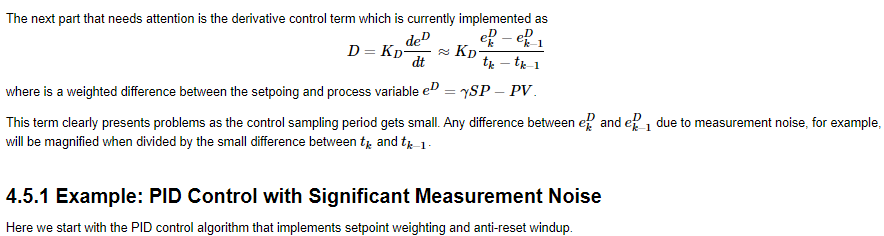 The next part that needs attention is the derivative control term which is currently implemented as
D = K_D de^D/dt ≈ K_D (e^D_k − e^D_{k−1})/(t_k − t_{k−1})
where is a weighted difference between the setpoing and process variable e^D = γSP − PV.
This term clearly presents problems as the control sampling period gets small. Any difference between e^D_k and e^D_{k−1} due to measurement noise, for example,
will be magnified when divided by the small difference between t_k and t_{k−1}.
4.5.1 Example: PID Control with Significant Measurement Noise
Here we start with the PID control algorithm that implements setpoint weighting and anti-reset windup.